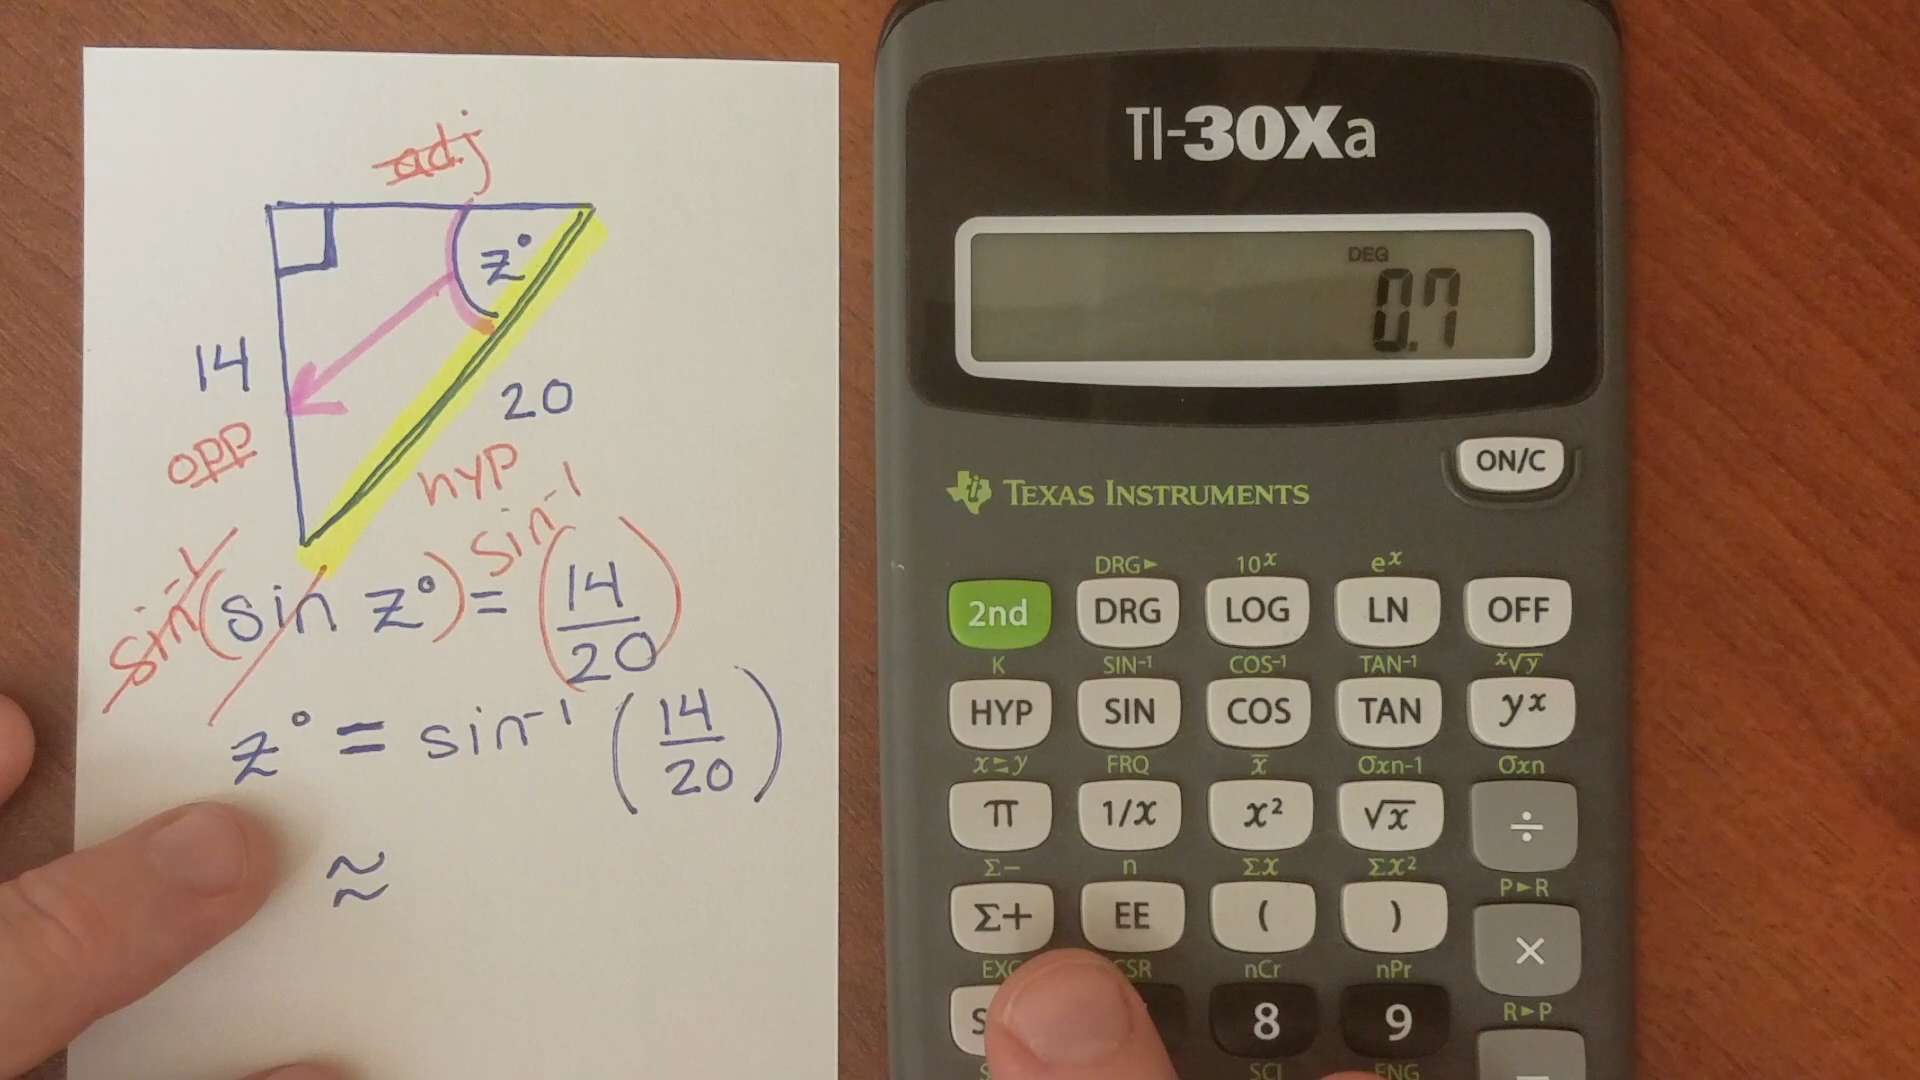 adj
z°
14
20
opp
hyp
sin⁻¹(sin z°) = sin⁻¹(14/20)
z° = sin⁻¹(14/20)
≈
TI-30Xa
DEG
0.7
ON/C
TEXAS INSTRUMENTS
DRG► 10ˣ eˣ
2nd DRG LOG LN OFF
K SIN⁻¹ COS⁻¹ TAN⁻¹ ˣ√y
HYP SIN COS TAN yˣ
x⇆y FRQ x̄ σxn-1 σxn
π 1/x x² √x ÷
Σ− n Σx Σx² P►R
Σ+ EE ( ) ×
nCr nPr R►P
8 9 −
SCI ENG